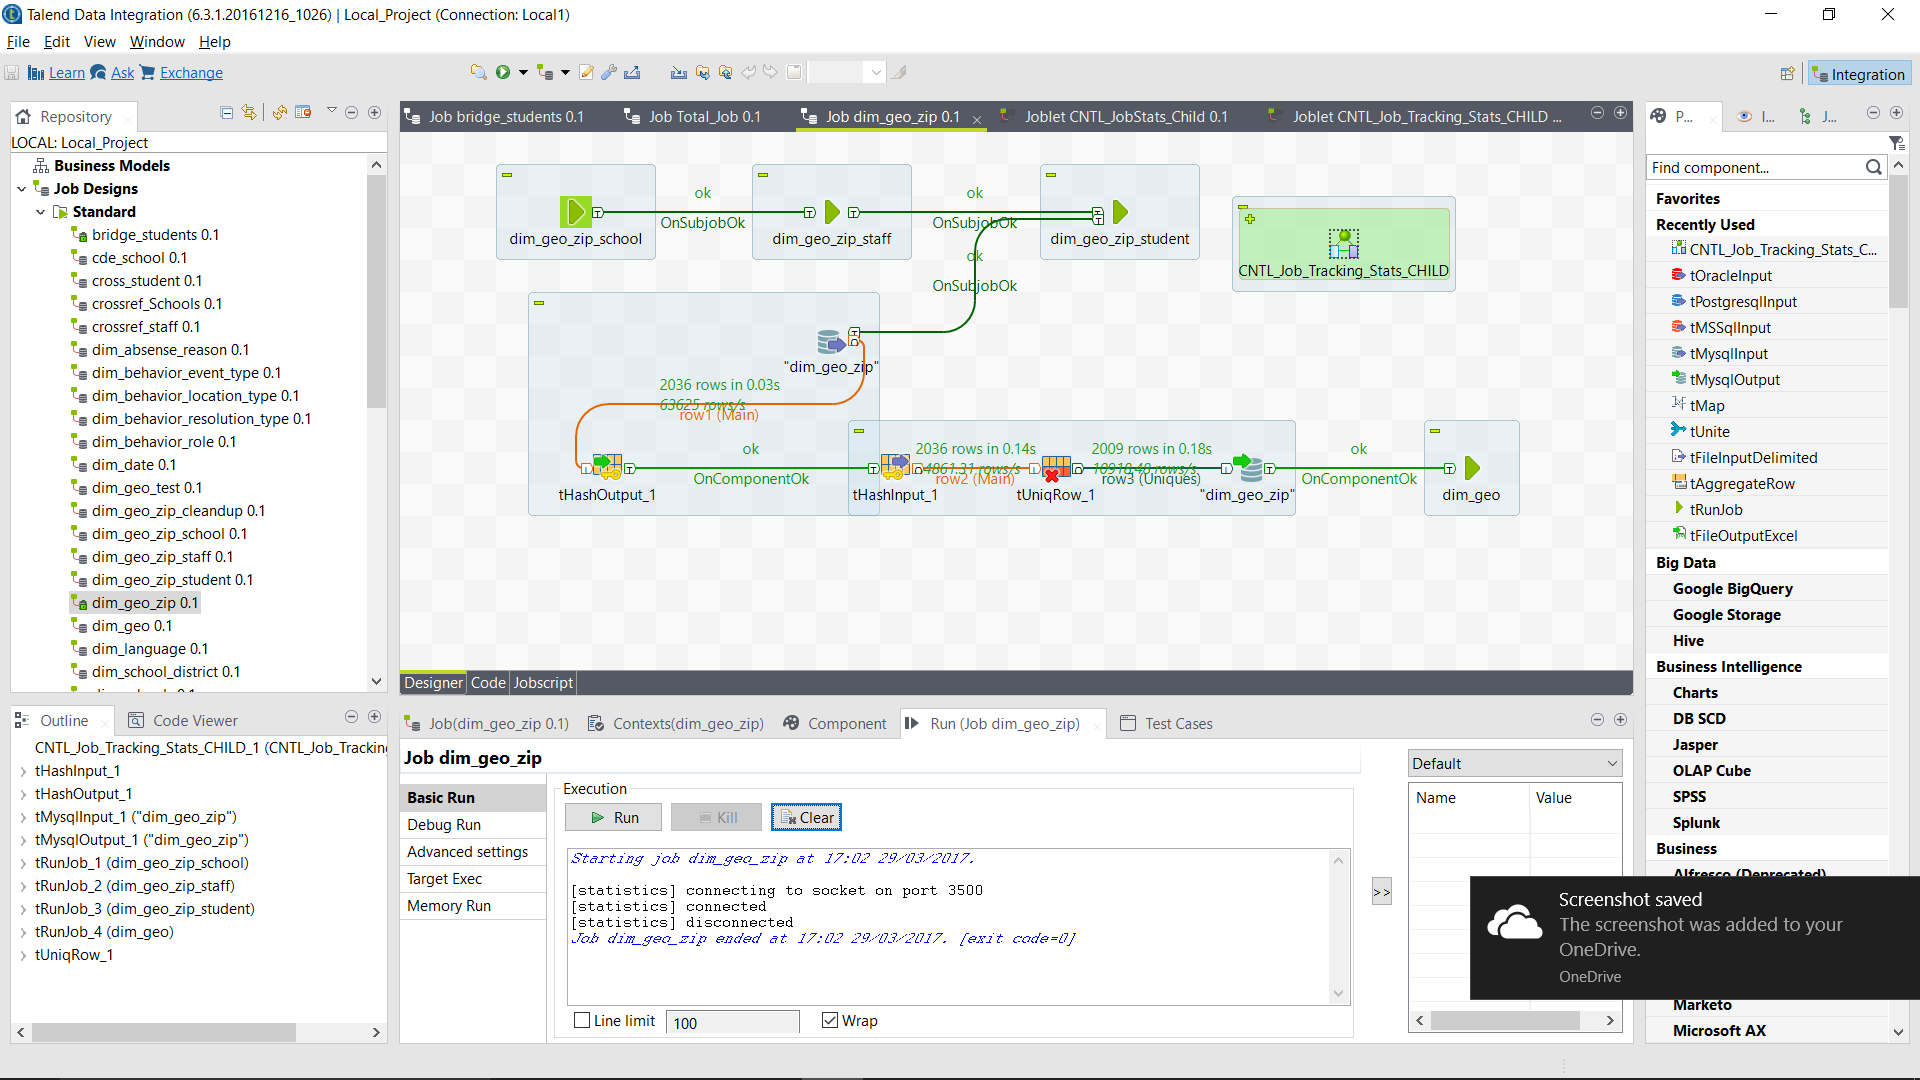 Talend Data Integration (6.3.1.20161216_1026) | Local_Project (Connection: Local1)
File Edit View Window Help
Learn Ask Exchange
Integration
Repository
LOCAL: Local_Project
Business Models
Job Designs
Standard
bridge_students 0.1
cde_school 0.1
cross_student 0.1
crossref_Schools 0.1
crossref_staff 0.1
dim_absense_reason 0.1
dim_behavior_event_type 0.1
dim_behavior_location_type 0.1
dim_behavior_resolution_type 0.1
dim_behavior_role 0.1
dim_date 0.1
dim_geo_test 0.1
dim_geo_zip_cleandup 0.1
dim_geo_zip_school 0.1
dim_geo_zip_staff 0.1
dim_geo_zip_student 0.1
dim_geo_zip 0.1
dim_geo 0.1
dim_language 0.1
dim_school_district 0.1
Job bridge_students 0.1
Job Total_Job 0.1
Job dim_geo_zip 0.1
Joblet CNTL_JobStats_Child 0.1
Joblet CNTL_Job_Tracking_Stats_CHILD ...
dim_geo_zip_school
ok
OnSubjobOk
dim_geo_zip_staff
ok
OnSubjobOk
dim_geo_zip_student
ok
OnSubjobOk
CNTL_Job_Tracking_Stats_CHILD
"dim_geo_zip"
2036 rows in 0.03s
63625 rows/s
row1 (Main)
tHashOutput_1
ok
OnComponentOk
tHashInput_1
2036 rows in 0.14s
14861.31 rows/s
row2 (Main)
tUniqRow_1
2009 rows in 0.18s
10918.48 rows/s
row3 (Uniques)
"dim_geo_zip"
ok
OnComponentOk
dim_geo
Designer Code Jobscript
P...
I...
J...
Find component...
Favorites
Recently Used
CNTL_Job_Tracking_Stats_C...
tOracleInput
tPostgresqlInput
tMSSqlInput
tMysqlInput
tMysqlOutput
tMap
tUnite
tFileInputDelimited
tAggregateRow
tRunJob
tFileOutputExcel
Big Data
Google BigQuery
Google Storage
Hive
Business Intelligence
Charts
DB SCD
Jasper
OLAP Cube
SPSS
Splunk
Business
Alfresco (Deprecated)
Marketo
Microsoft AX
Outline
Code Viewer
CNTL_Job_Tracking_Stats_CHILD_1 (CNTL_Job_Trackin
tHashInput_1
tHashOutput_1
tMysqlInput_1 ("dim_geo_zip")
tMysqlOutput_1 ("dim_geo_zip")
tRunJob_1 (dim_geo_zip_school)
tRunJob_2 (dim_geo_zip_staff)
tRunJob_3 (dim_geo_zip_student)
tRunJob_4 (dim_geo)
tUniqRow_1
Job(dim_geo_zip 0.1)
Contexts(dim_geo_zip)
Component
Run (Job dim_geo_zip)
Test Cases
Job dim_geo_zip
Basic Run
Debug Run
Advanced settings
Target Exec
Memory Run
Execution
Run
Kill
Clear
Starting job dim_geo_zip at 17:02 29/03/2017.
[statistics] connecting to socket on port 3500
[statistics] connected
[statistics] disconnected
Job dim_geo_zip ended at 17:02 29/03/2017. [exit code=0]
Line limit 100
Wrap
>>
Default
Name Value
Screenshot saved
The screenshot was added to your
OneDrive.
OneDrive